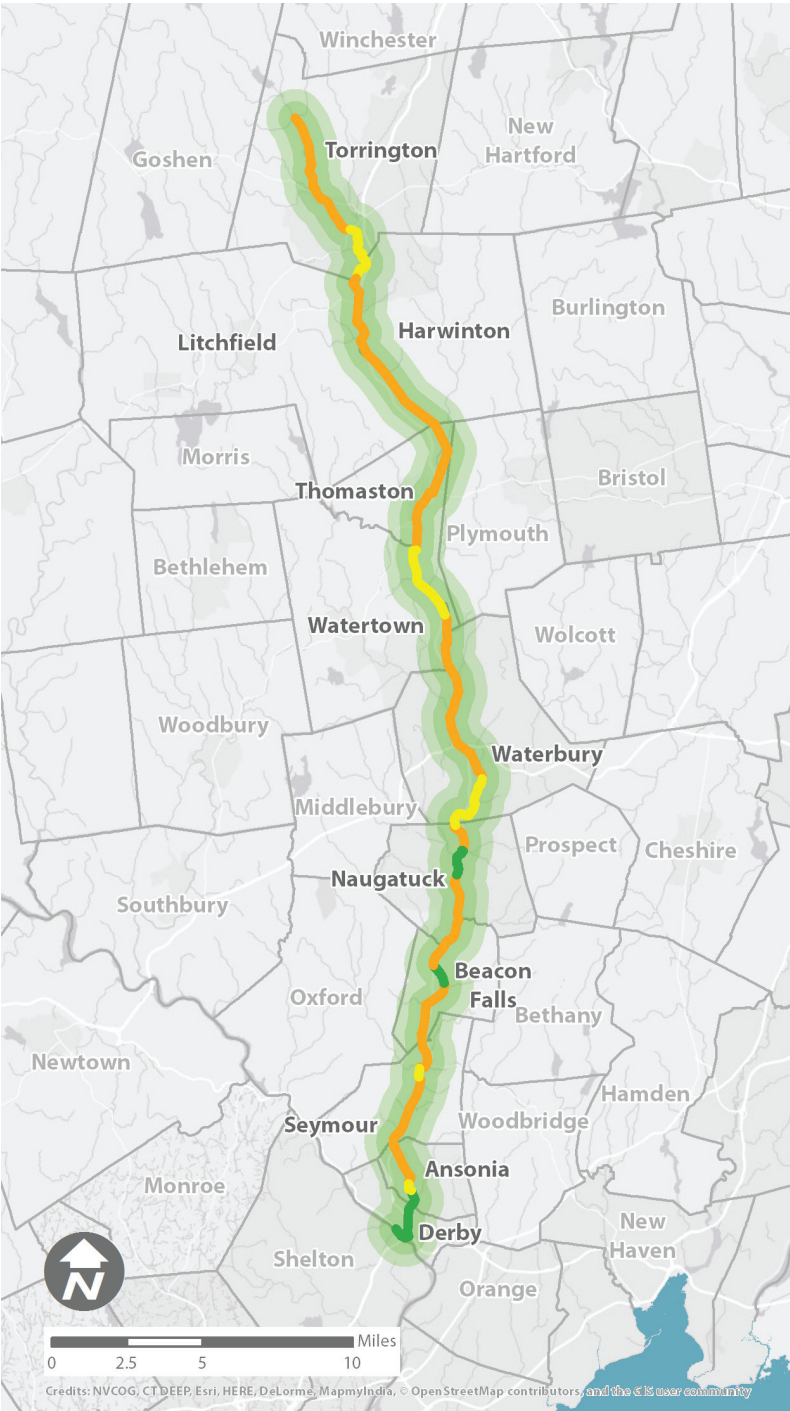 Winchester
Torrington
New
Hartford
Goshen
Burlington
Harwinton
Litchfield
Morris
Bristol
Thomaston
Plymouth
Bethlehem
Watertown
Wolcott
Woodbury
Waterbury
Middlebury
Prospect
Cheshire
Naugatuck
Southbury
Beacon
Falls
Oxford
Bethany
Newtown
Hamden
Seymour
Woodbridge
Ansonia
Monroe
New
Haven
Derby
Shelton
Orange
N
Miles
0 2.5 5 10
Credits: NVCOG, CT DEEP, Esri, HERE, DeLorme, MapmyIndia, © OpenStreetMap contributors, and the GIS user community